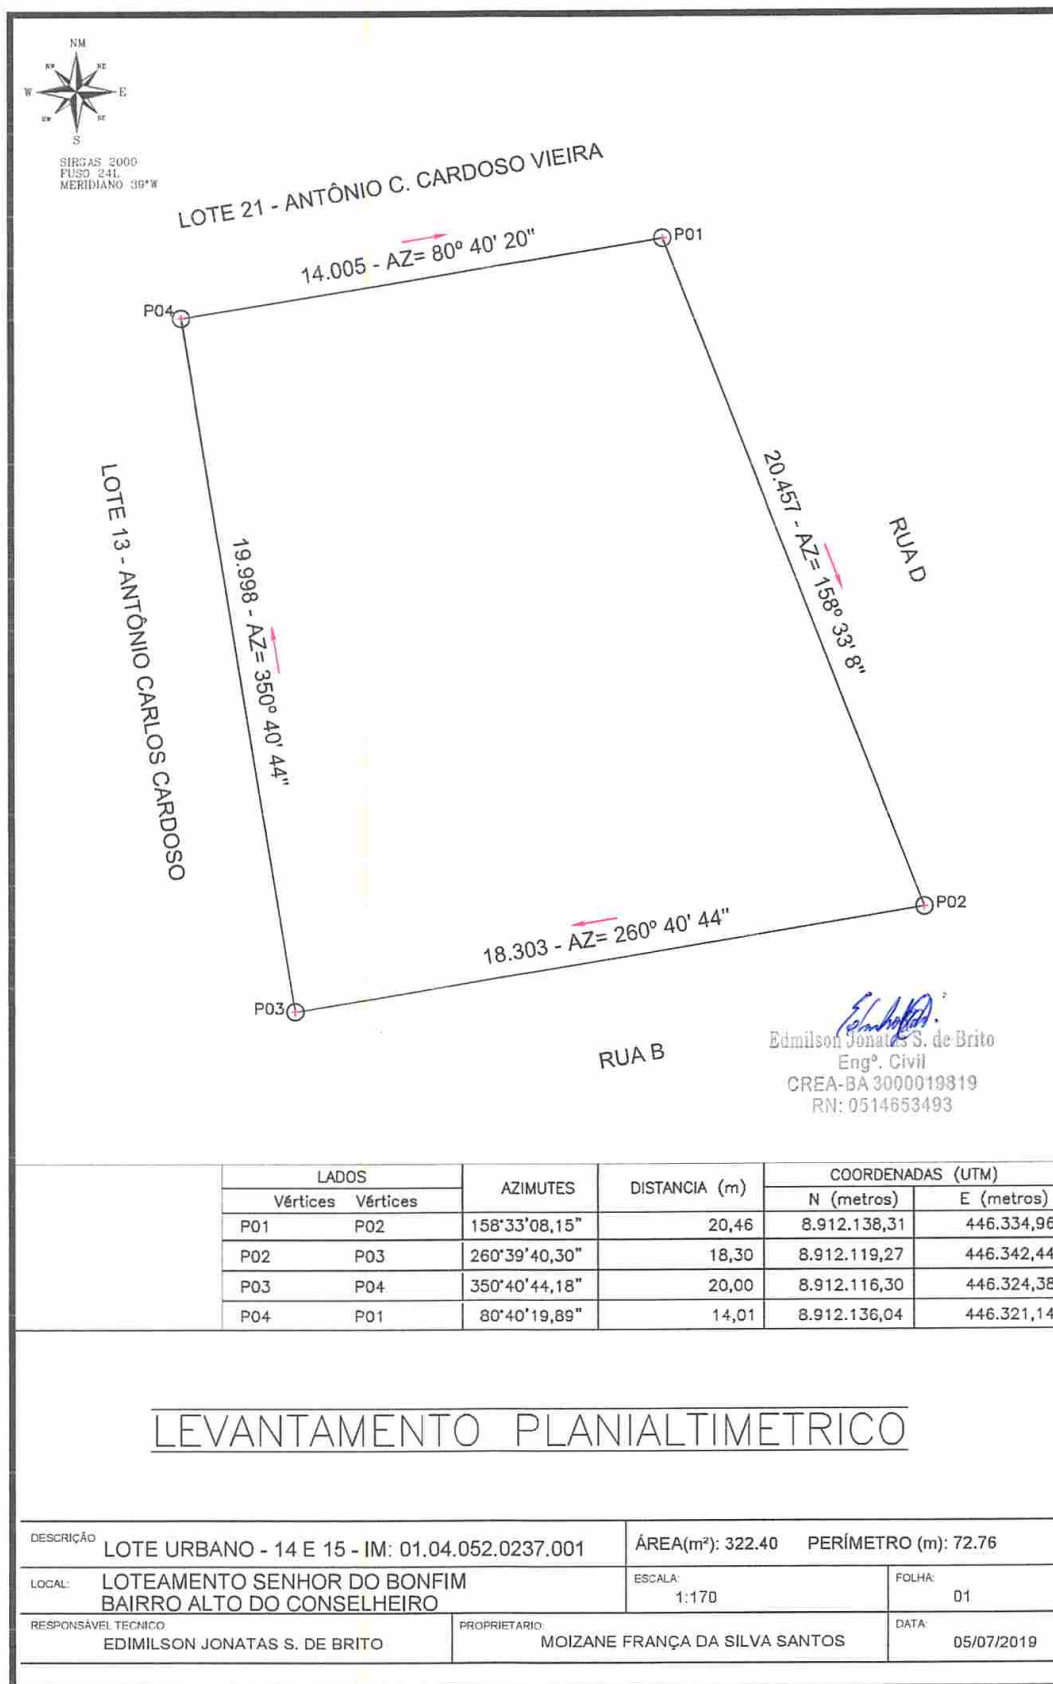 NM
NW
NE
W
E
SW
SE
S
SIRGAS 2000
FUSO 24L
MERIDIANO 39°W
LOTE 21 - ANTÔNIO C. CARDOSO VIEIRA
14.005 - AZ= 80º 40' 20"
P01
P04
20.457 - AZ= 158º 33' 8"
RUA D
LOTE 13 - ANTÔNIO CARLOS CARDOSO
19.998 - AZ= 350º 40' 44"
P02
18.303 - AZ= 260º 40' 44"
P03
RUA B
Edmilson Jonatas S. de Brito
Engº. Civil
CREA-BA 3000019819
RN: 0514653493
LADOS AZIMUTES DISTANCIA (m) COORDENADAS (UTM)
Vértices Vértices N (metros) E (metros)
P01 P02 158°33'08,15" 20,46 8.912.138,31 446.334,96
P02 P03 260°39'40,30" 18,30 8.912.119,27 446.342,44
P03 P04 350°40'44,18" 20,00 8.912.116,30 446.324,38
P04 P01 80°40'19,89" 14,01 8.912.136,04 446.321,14
LEVANTAMENTO PLANIALTIMETRICO
DESCRIÇÃO LOTE URBANO - 14 E 15 - IM: 01.04.052.0237.001 ÁREA(m²): 322.40 PERÍMETRO (m): 72.76
LOCAL: LOTEAMENTO SENHOR DO BONFIM
BAIRRO ALTO DO CONSELHEIRO
ESCALA: 1:170
FOLHA: 01
RESPONSÁVEL TECNICO: EDIMILSON JONATAS S. DE BRITO
PROPRIETARIO: MOIZANE FRANÇA DA SILVA SANTOS
DATA: 05/07/2019